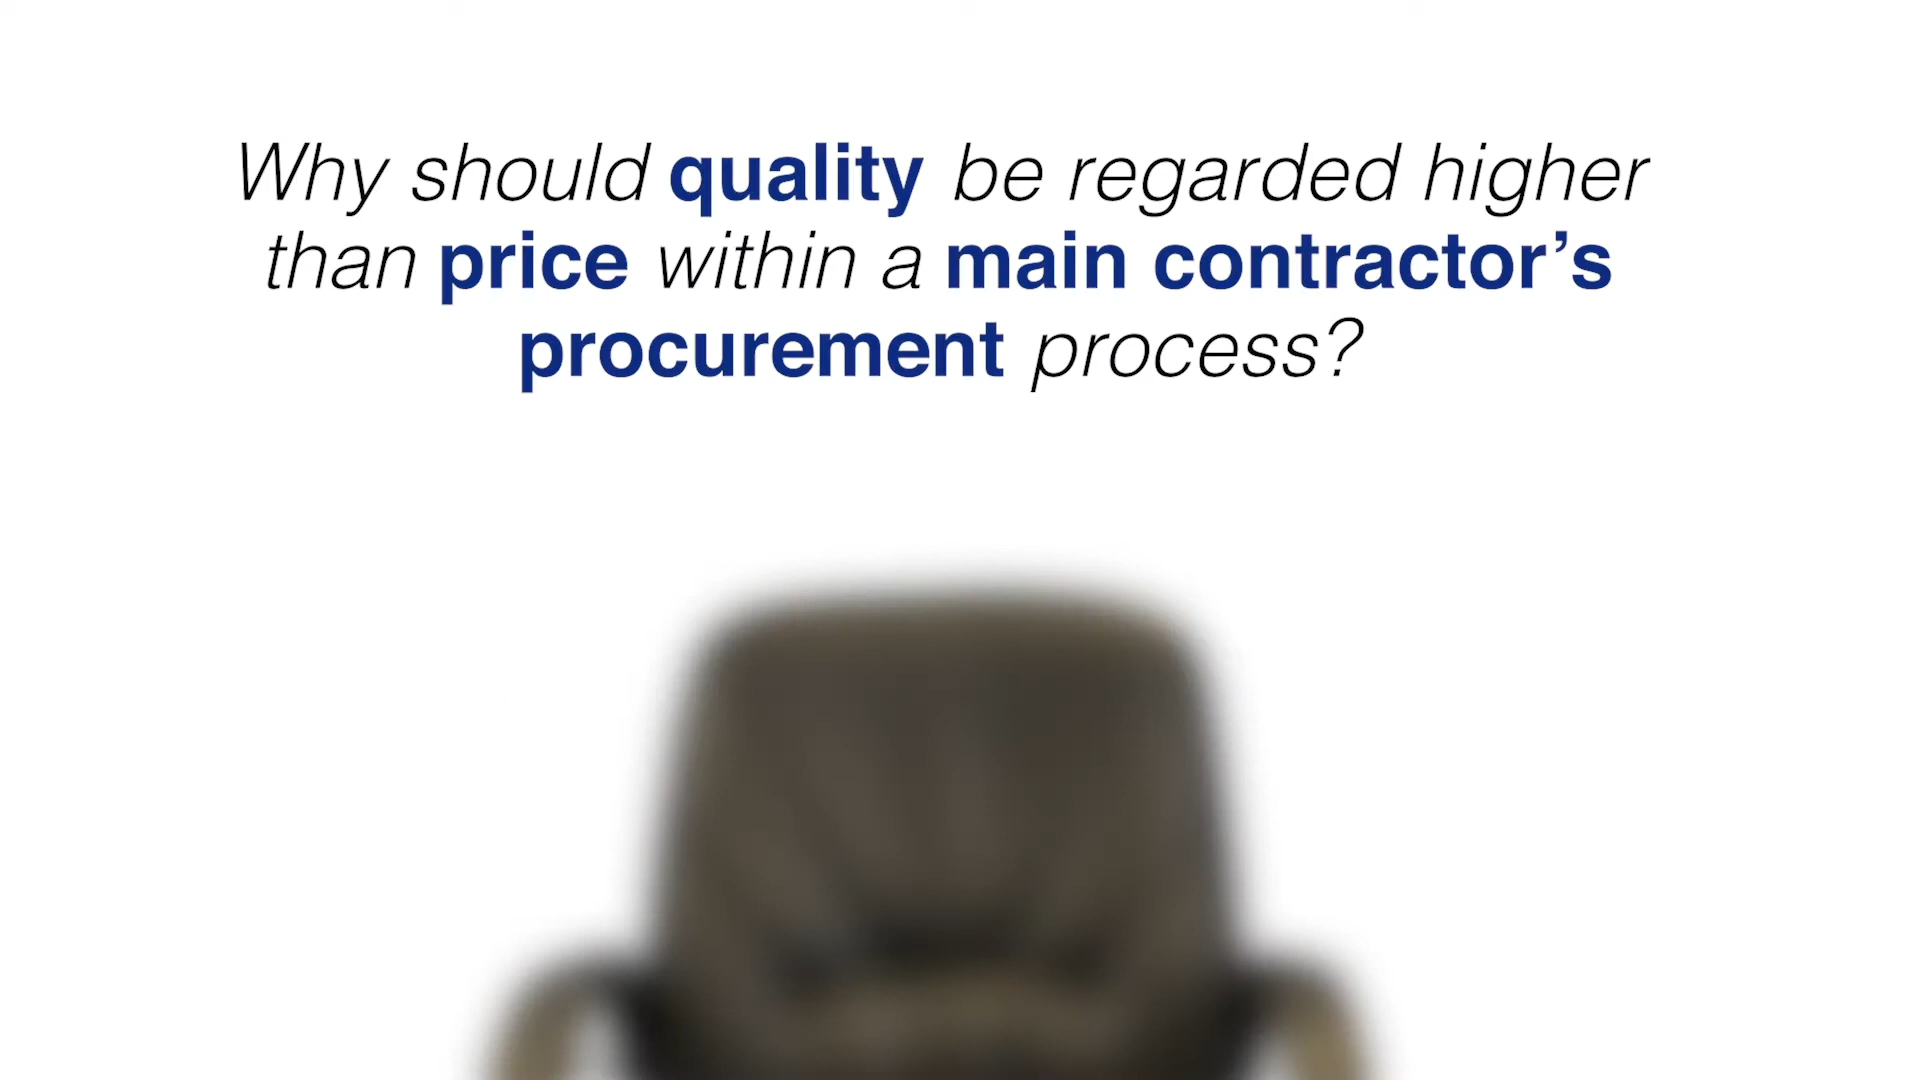 Why should quality be regarded higher
than price within a main contractor’s
procurement process?